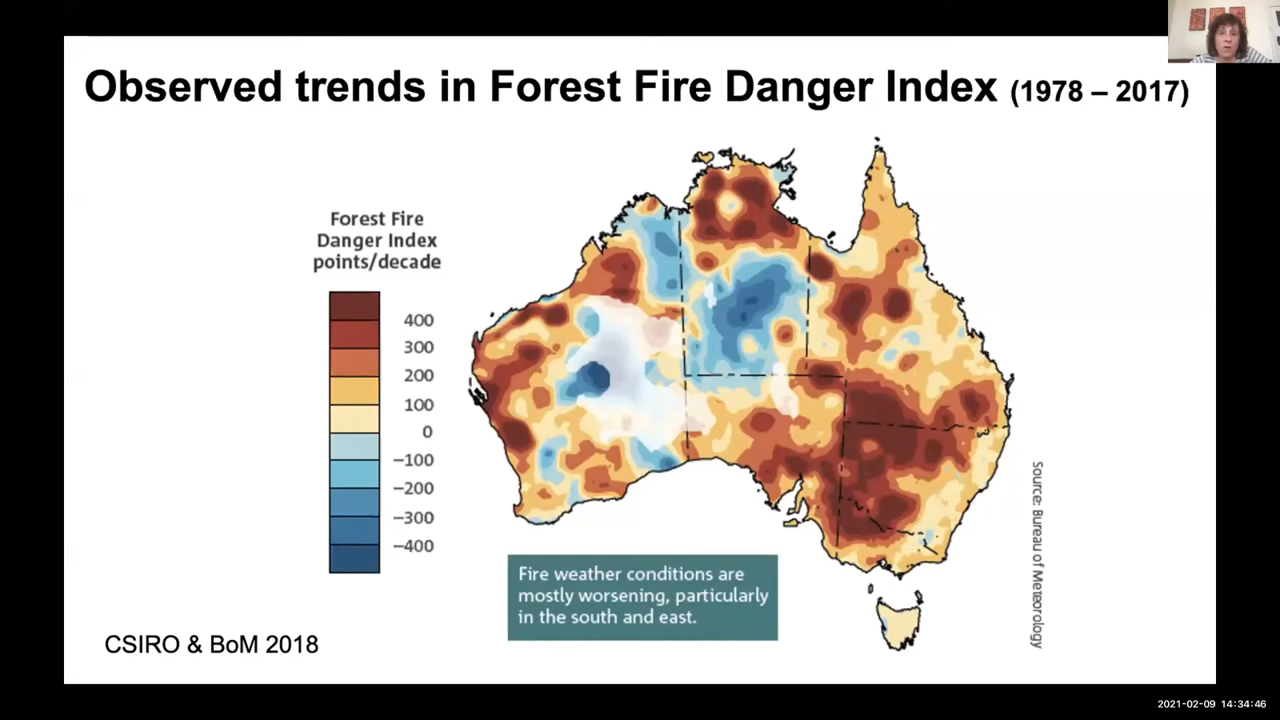 Observed trends in Forest Fire Danger Index (1978 – 2017)
Forest Fire
Danger Index
points/decade
400
300
200
100
0
−100
−200
−300
−400
Fire weather conditions are
mostly worsening, particularly
in the south and east.
Source: Bureau of Meteorology
CSIRO & BoM 2018
2021-02-09 14:34:46